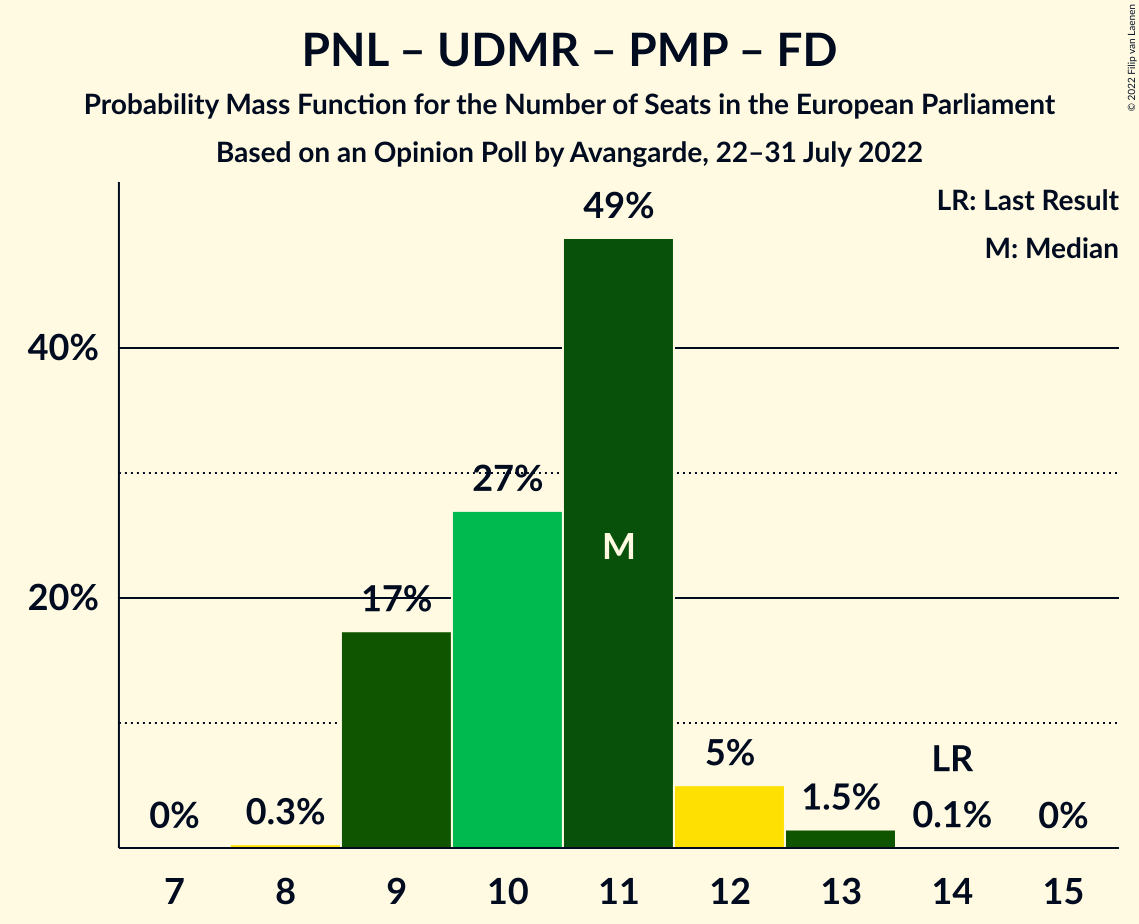 PNL – UDMR – PMP – FD
Probability Mass Function for the Number of Seats in the European Parliament
Based on an Opinion Poll by Avangarde, 22–31 July 2022
© 2022 Filip van Laenen
LR: Last Result
M: Median
40%
20%
0%
0.3%
17%
27%
49%
M
5%
1.5%
LR
0.1%
0%
7 8 9 10 11 12 13 14 15